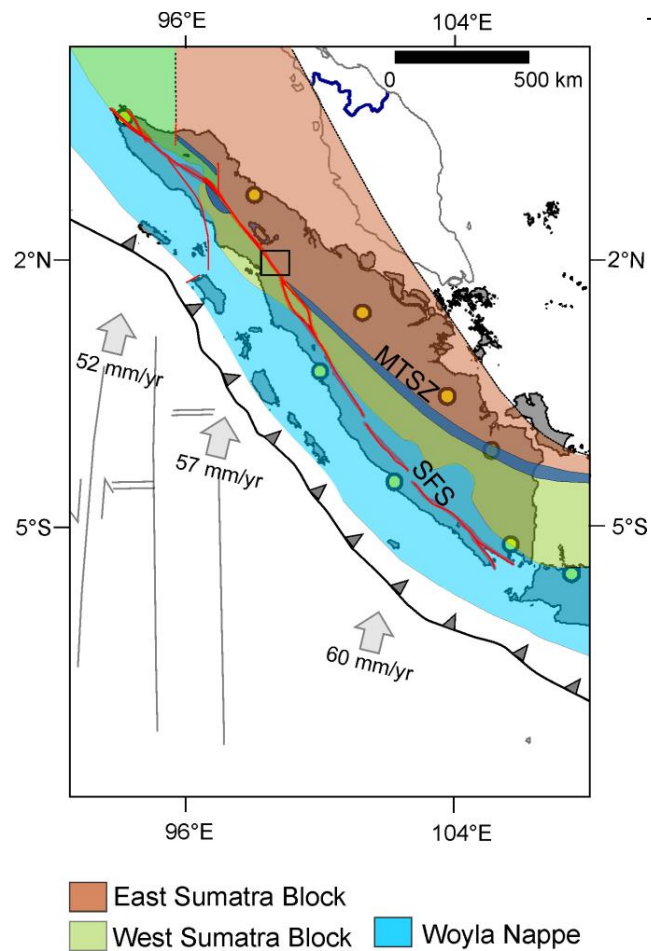 96°E 104°E
0 500 km
2°N 2°N
52 mm/yr
MTSZ
57 mm/yr
SFS
5°S 5°S
60 mm/yr
96°E 104°E
East Sumatra Block
West Sumatra Block Woyla Nappe